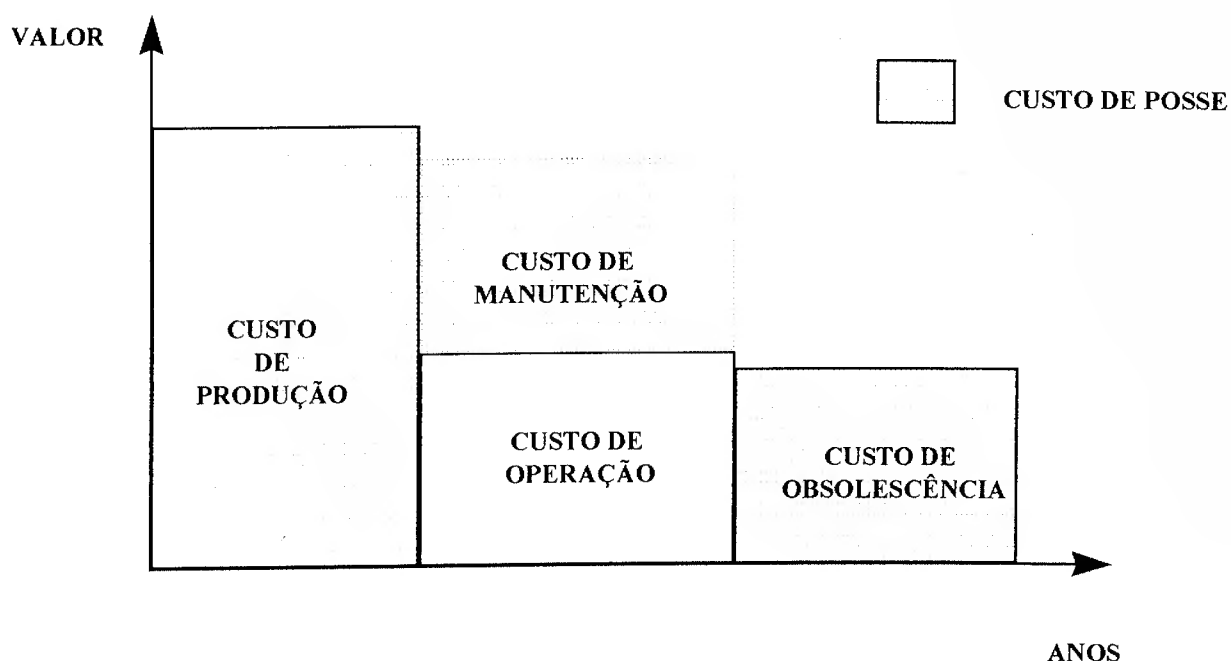 VALOR
CUSTO DE POSSE
CUSTO DE
MANUTENÇÃO
CUSTO
DE
PRODUÇÃO
CUSTO DE
OPERAÇÃO
CUSTO DE
OBSOLESCÊNCIA
ANOS